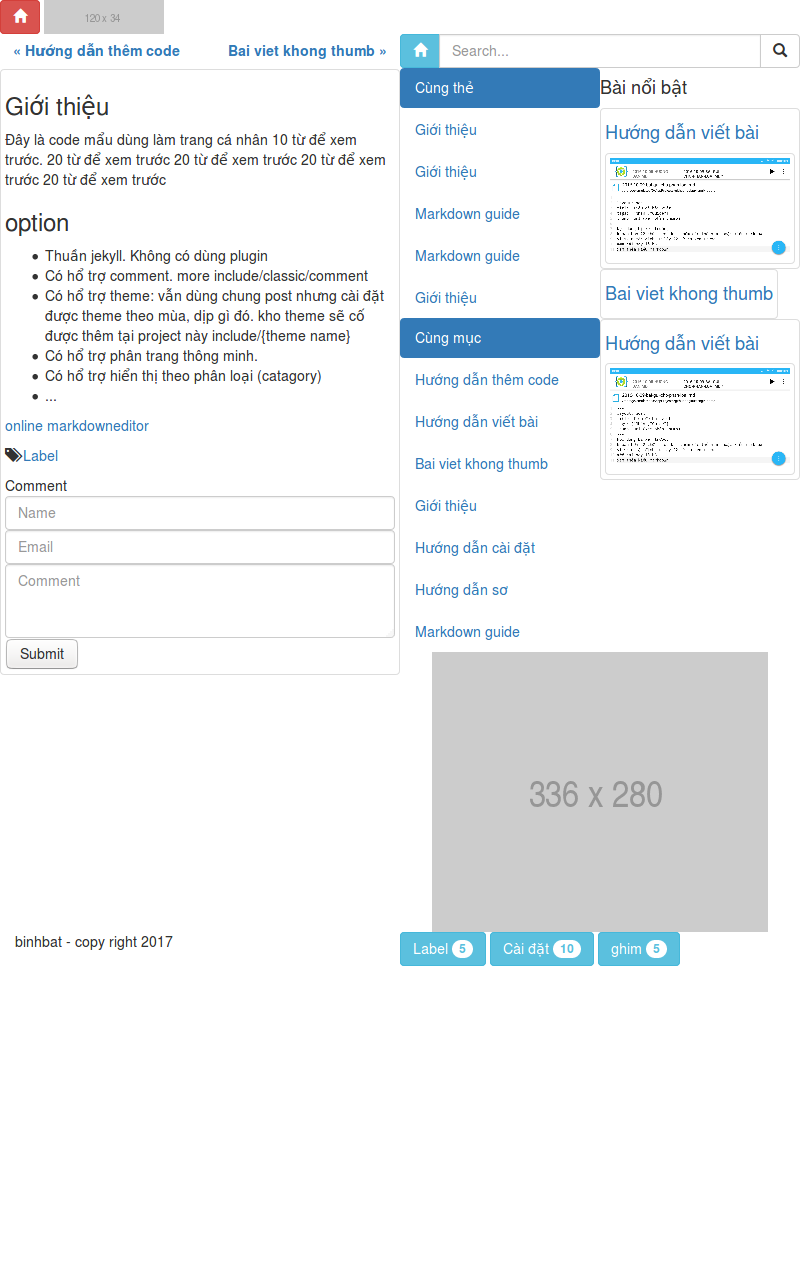 120 x 34
« Hướng dẫn thêm code
Bai viet khong thumb »
Search...
Giới thiệu
Đây là code mẩu dùng làm trang cá nhân 10 từ để xem
trước. 20 từ để xem trước 20 từ để xem trước 20 từ để xem
trước 20 từ để xem trước
option
Thuần jekyll. Không có dùng plugin
Có hổ trợ comment. more include/classic/comment
Có hổ trợ theme: vẫn dùng chung post nhưng cài đặt
được theme theo mùa, dịp gì đó. kho theme sẽ cố
được thêm tại project này include/{theme name}
Có hổ trợ phân trang thông minh.
Có hổ trợ hiển thị theo phân loại (catagory)
...
online markdowneditor
Label
Comment
Name
Email
Comment
Submit
Cùng thẻ
Giới thiệu
Giới thiệu
Markdown guide
Markdown guide
Giới thiệu
Cùng mục
Hướng dẫn thêm code
Hướng dẫn viết bài
Bai viet khong thumb
Giới thiệu
Hướng dẫn cài đặt
Hướng dẫn sơ
Markdown guide
Bài nổi bật
Hướng dẫn viết bài
Bai viet khong thumb
Hướng dẫn viết bài
336 x 280
binhbat - copy right 2017
Label 5
Cài đặt 10
ghim 5